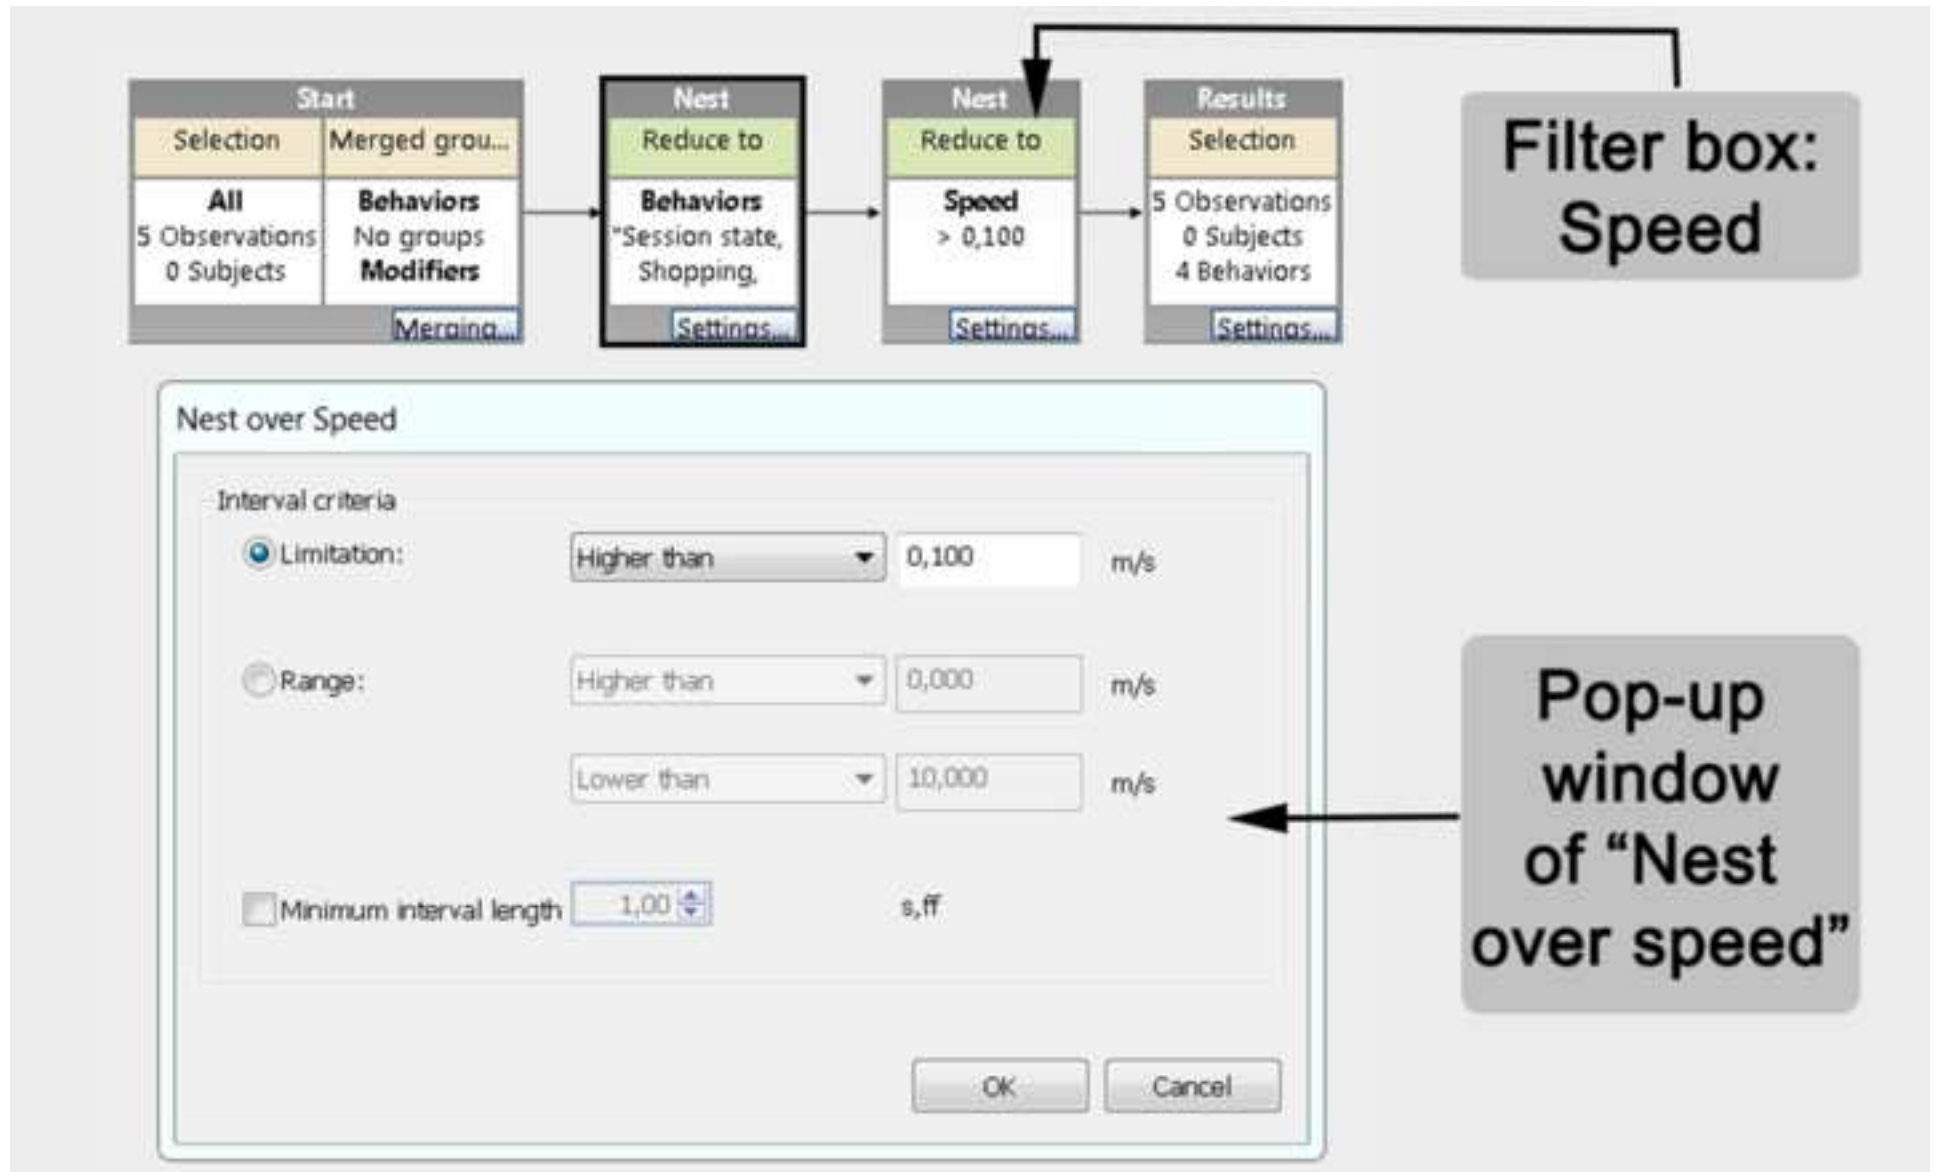 Start
Selection
Merged grou...
All
5 Observations
0 Subjects
Behaviors
No groups
Modifiers
Merging...
Nest
Reduce to
Behaviors
"Session state,
Shopping,
Settings...
Nest
Reduce to
Speed
> 0,100
Settings...
Results
Selection
5 Observations
0 Subjects
4 Behaviors
Settings...
Filter box:
Speed
Nest over Speed
Interval criteria
Limitation: Higher than 0,100 m/s
Range: Higher than 0,000 m/s
Lower than 10,000 m/s
Minimum interval length 1,00 s,ff
OK Cancel
Pop-up
window
of “Nest
over speed”